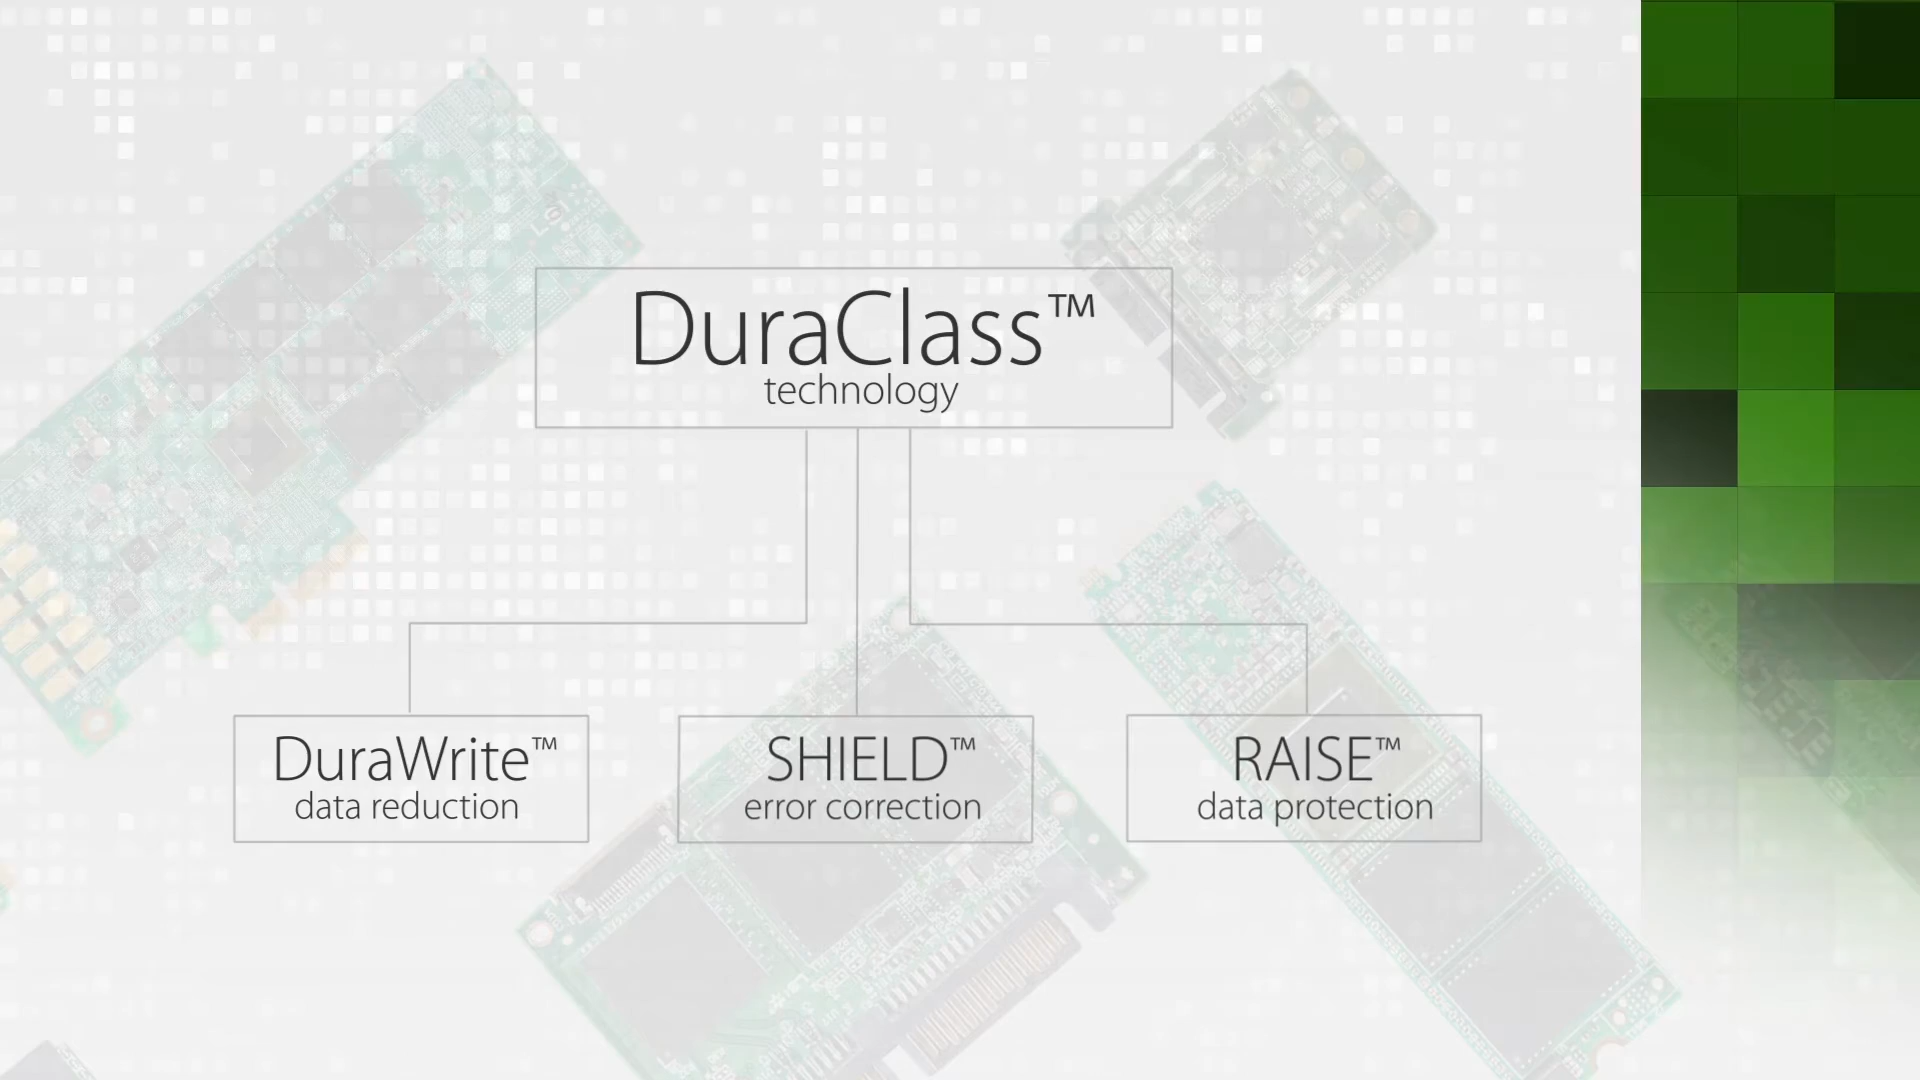 DuraClass™
technology
DuraWrite™
data reduction
SHIELD™
error correction
RAISE™
data protection